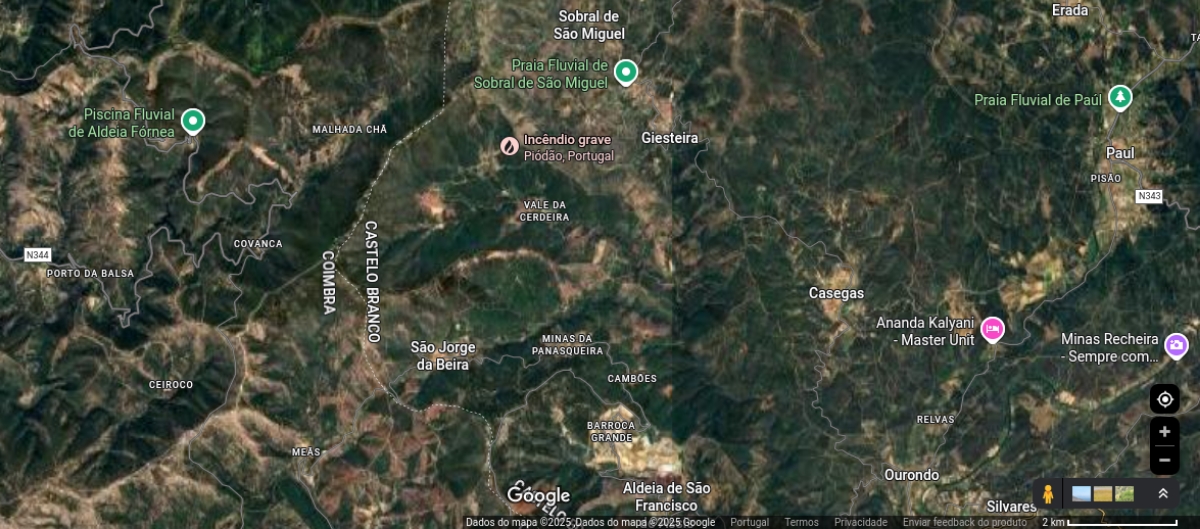 Sobral de
São Miguel
Erada
TA
Praia Fluvial de
Sobral de São Miguel
Praia Fluvial de Paúl
Piscina Fluvial
de Aldeia Fórnea
MALHADA CHÃ
Incêndio grave
Piódão, Portugal
Giesteira
Paul
PISÃO
N343
VALE DA
CERDEIRA
COVANCA
N344
PORTO DA BALSA
COIMBRA
CASTELO BRANCO
Casegas
Ananda Kalyani
- Master Unit
Minas Recheira
- Sempre com...
São Jorge
da Beira
MINAS DA
PANASQUEIRA
CAMBÕES
CEIROCO
RELVAS
BARROCA
GRANDE
MEÃS
Ourondo
Aldeia de São
Francisco
Silvares
Google
Dados do mapa ©2025 Google
Portugal
Termos
Privacidade
Enviar feedback do produto
2 km